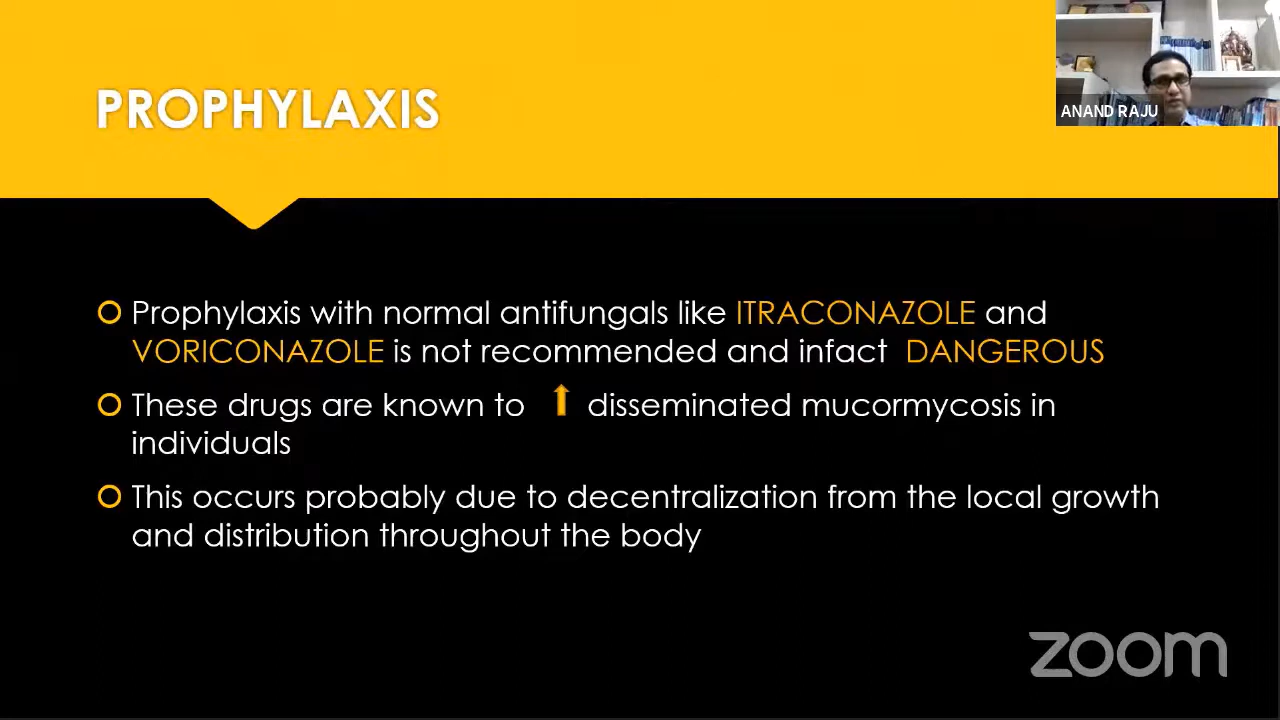 PROPHYLAXIS
ANAND RAJU
Prophylaxis with normal antifungals like ITRACONAZOLE and
VORICONAZOLE is not recommended and infact DANGEROUS
These drugs are known to disseminated mucormycosis in
individuals
This occurs probably due to decentralization from the local growth
and distribution throughout the body
zoom